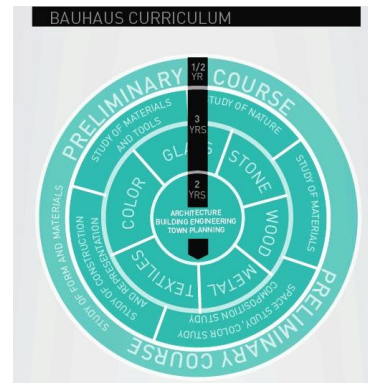 BAUHAUS CURRICULUM
PRELIMINARY COURSE
1/2
YR
STUDY OF MATERIALS
AND TOOLS
STUDY OF NATURE
3
YRS
GLASS
STONE
COLOR
WOOD
STUDY OF MATERIALS
2
YRS
ARCHITECTURE
BUILDING ENGINEERING
TOWN PLANNING
TEXTILES
METAL
STUDY OF FORM AND MATERIALS
STUDY OF CONSTRUCTION
AND REPRESENTATION
SPACE STUDY, COLOR STUDY
COMPOSITION STUDY
PRELIMINARY COURSE